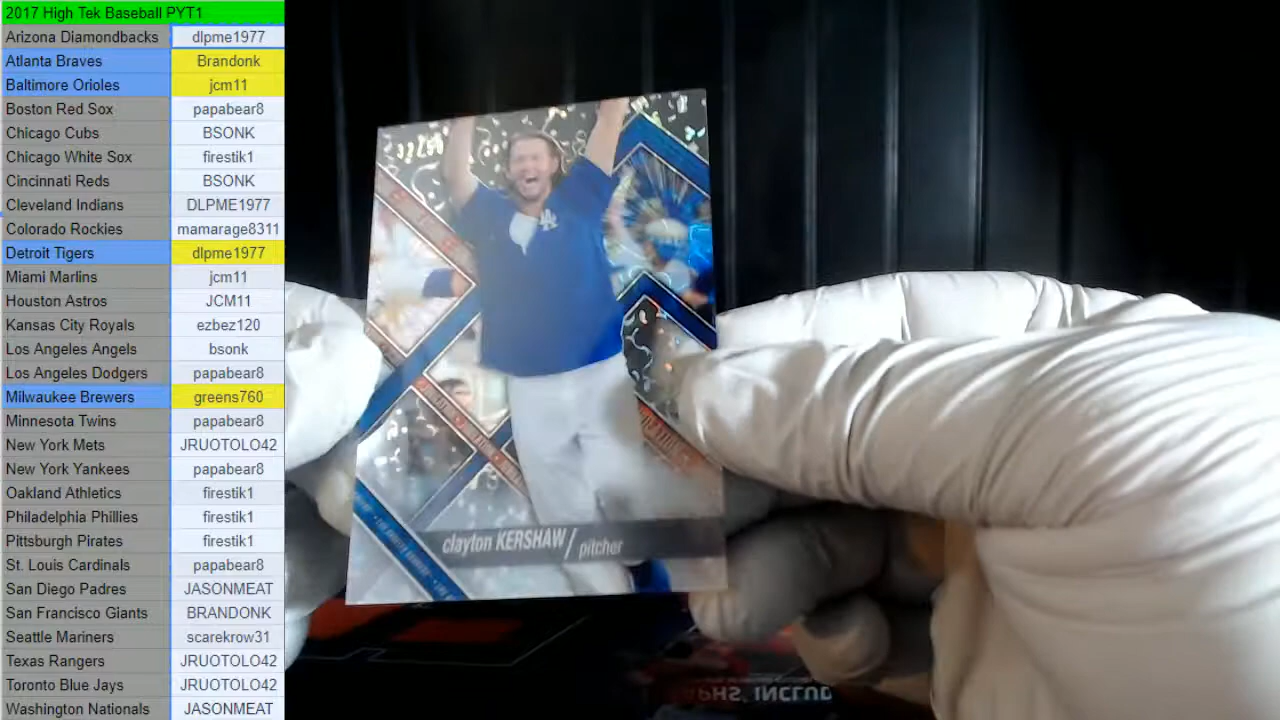 2017 High Tek Baseball PYT1
Arizona Diamondbacks dlpme1977
Atlanta Braves Brandonk
Baltimore Orioles jcm11
Boston Red Sox papabear8
Chicago Cubs BSONK
Chicago White Sox firestik1
Cincinnati Reds BSONK
Cleveland Indians DLPME1977
Colorado Rockies mamarage8311
Detroit Tigers dlpme1977
Miami Marlins jcm11
Houston Astros JCM11
Kansas City Royals ezbez120
Los Angeles Angels bsonk
Los Angeles Dodgers papabear8
Milwaukee Brewers greens760
Minnesota Twins papabear8
New York Mets JRUOTOLO42
New York Yankees papabear8
Oakland Athletics firestik1
Philadelphia Phillies firestik1
Pittsburgh Pirates firestik1
St. Louis Cardinals papabear8
San Diego Padres JASONMEAT
San Francisco Giants BRANDONK
Seattle Mariners scarekrow31
Texas Rangers JRUOTOLO42
Toronto Blue Jays JRUOTOLO42
Washington Nationals JASONMEAT
LA
clayton KERSHAW / pitcher